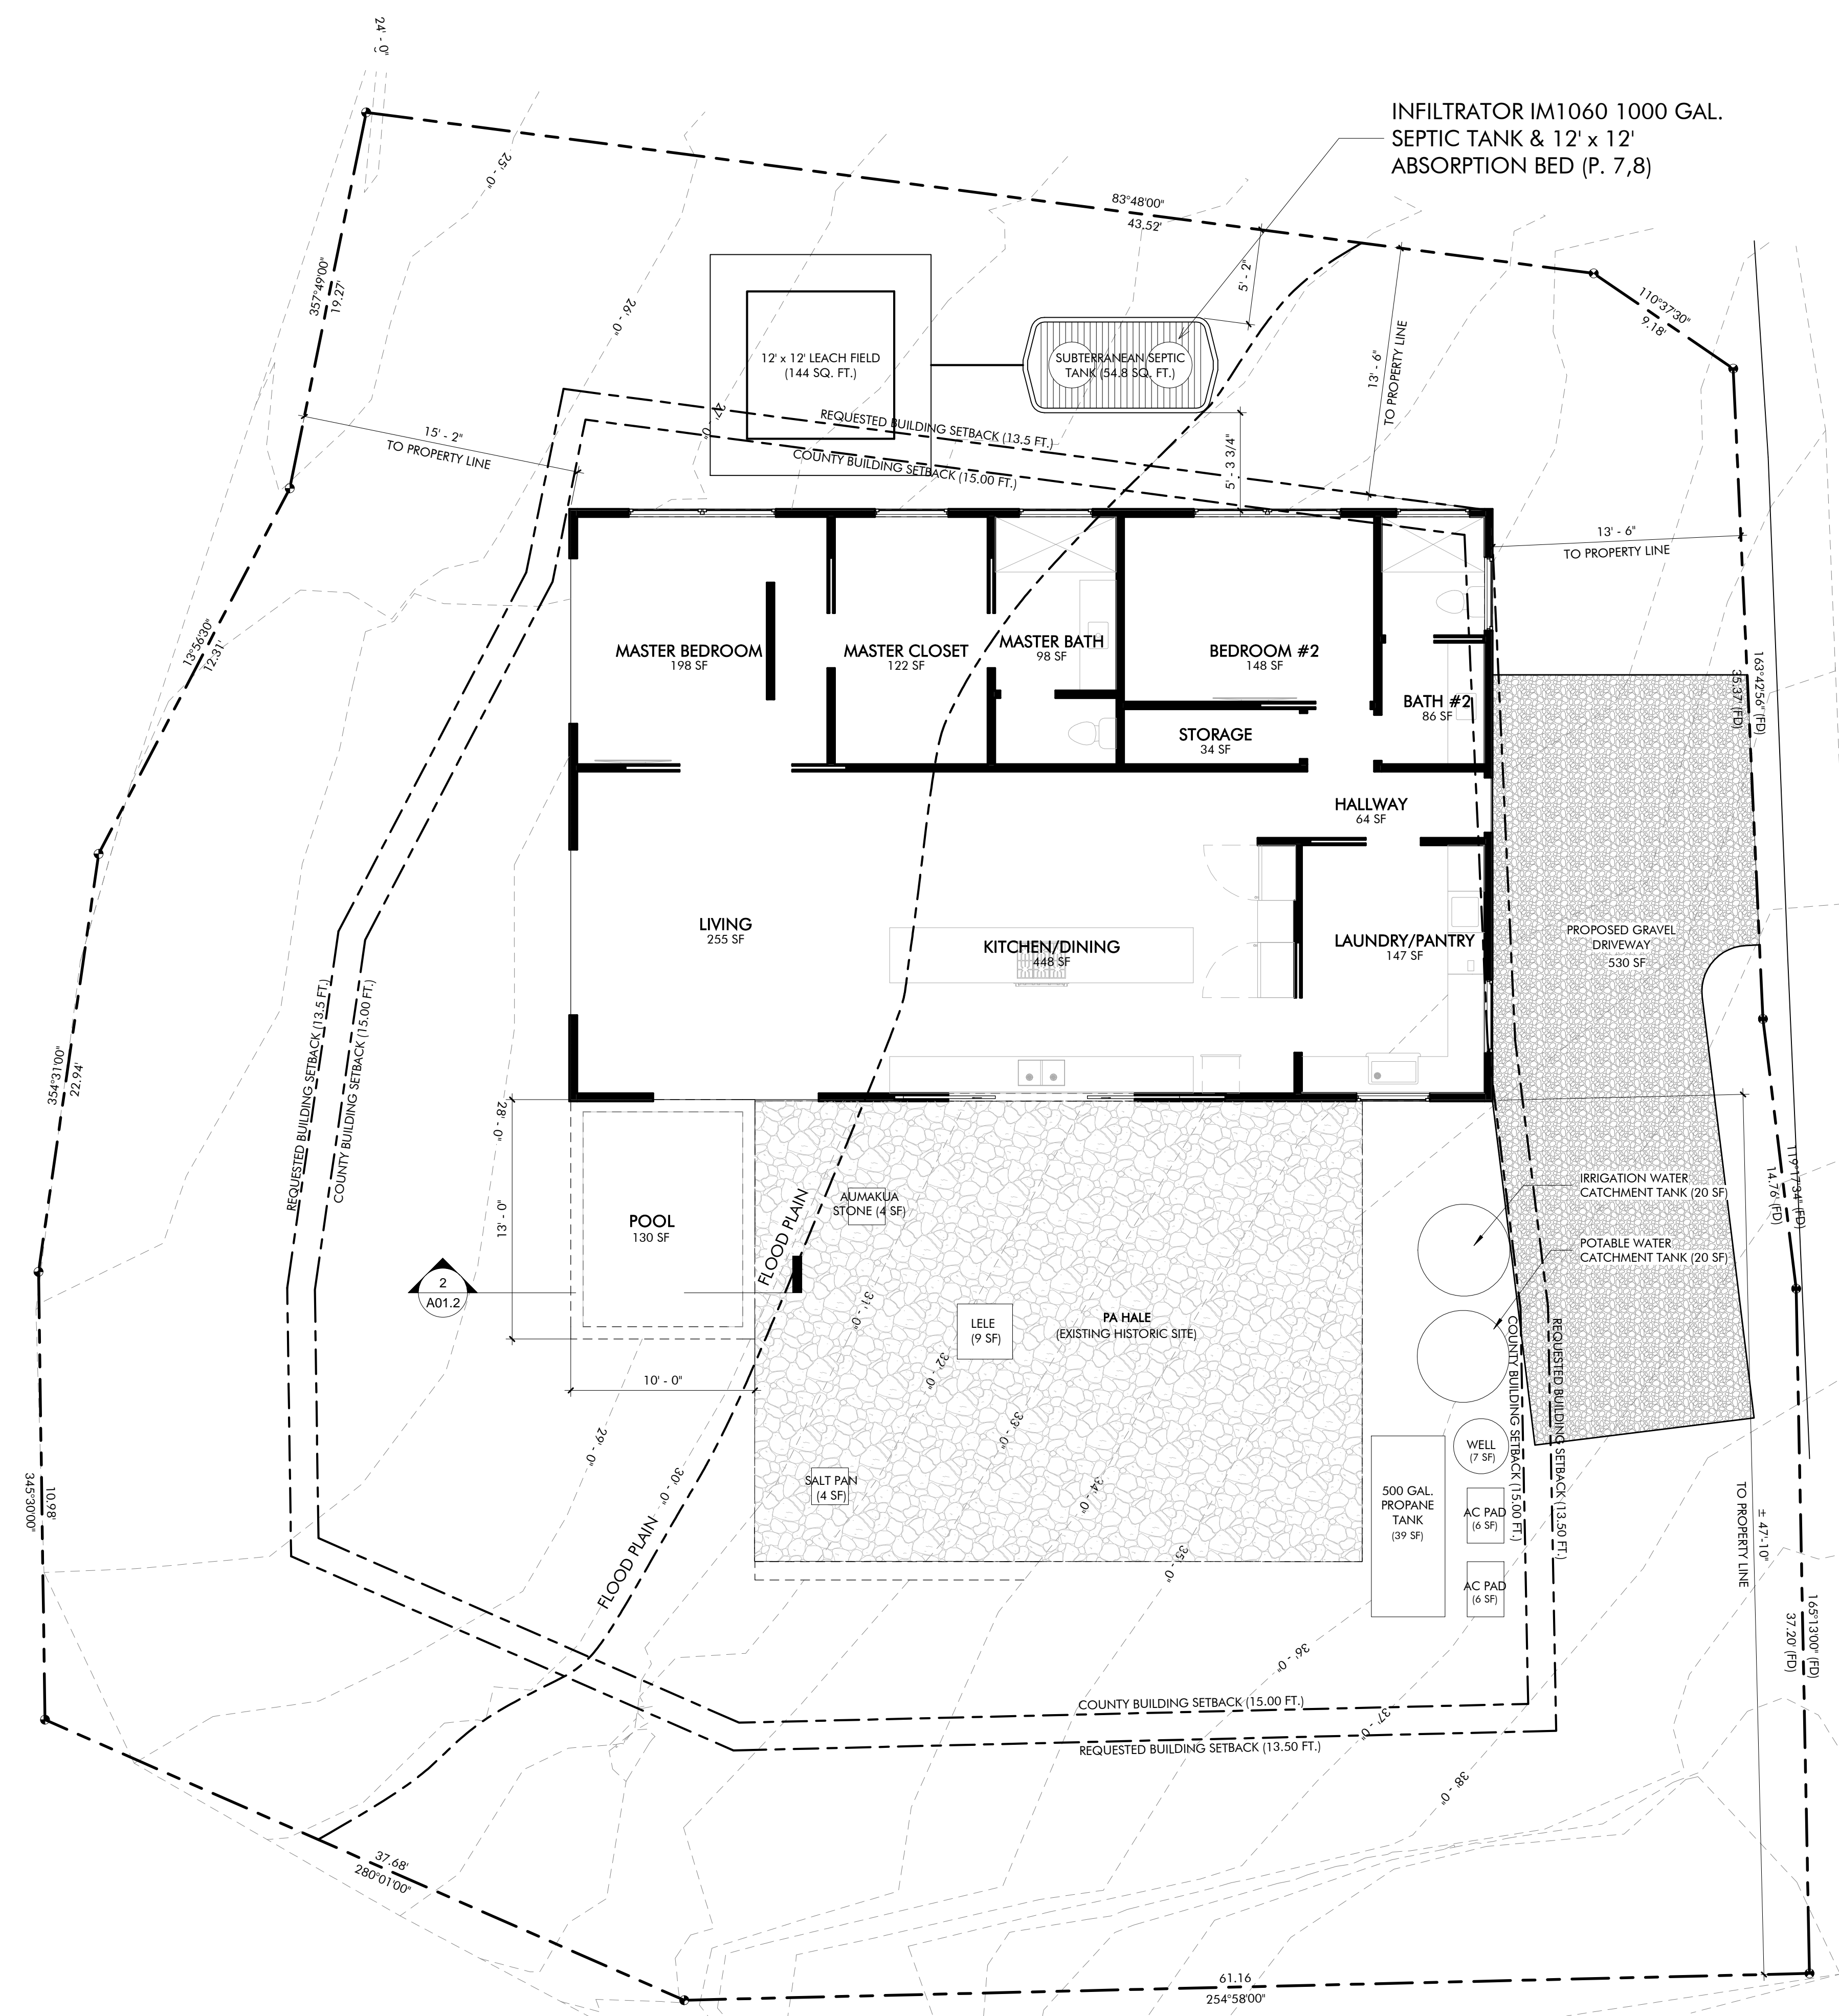 24' - 0"
INFILTRATOR IM1060 1000 GAL.
SEPTIC TANK & 12' x 12'
ABSORPTION BED (P. 7,8)
25' - 0"
83°48'00"
43.52'
5' - 2"
357°49'00"
19.27'
26' - 0"
110°37'30"
9.18'
12' x 12' LEACH FIELD
(144 SQ. FT.)
SUBTERRANEAN SEPTIC
TANK (54.8 SQ. FT.)
13' - 6"
TO PROPERTY LINE
27' - 0"
REQUESTED BUILDING SETBACK (13.5 FT.)
COUNTY BUILDING SETBACK (15.00 FT.)
15' - 2"
TO PROPERTY LINE
5' - 3 3/4"
13' - 6"
TO PROPERTY LINE
13°56'30"
12.31'
MASTER BEDROOM
198 SF
MASTER CLOSET
122 SF
MASTER BATH
98 SF
BEDROOM #2
148 SF
BATH #2
86 SF
STORAGE
34 SF
163°42'56" (FD)
35.37' (FD)
HALLWAY
64 SF
LIVING
255 SF
KITCHEN/DINING
448 SF
LAUNDRY/PANTRY
147 SF
PROPOSED GRAVEL
DRIVEWAY
530 SF
REQUESTED BUILDING SETBACK (13.5 FT.)
COUNTY BUILDING SETBACK (15.00 FT.)
354°31'00"
22.94'
28' - 0"
13' - 0"
POOL
130 SF
AUMAKUA
STONE (4 SF)
FLOOD PLAIN
IRRIGATION WATER
CATCHMENT TANK (20 SF)
119°17'34" (FD)
14.76' (FD)
POTABLE WATER
CATCHMENT TANK (20 SF)
2
A01.2
31' - 0"
LELE
(9 SF)
PA HALE
(EXISTING HISTORIC SITE)
32' - 0"
10' - 0"
33' - 0"
29' - 0"
30' - 0"
SALT PAN
(4 SF)
34' - 0"
FLOOD PLAIN
35' - 0"
WELL
(7 SF)
500 GAL.
PROPANE
TANK
(39 SF)
AC PAD
(6 SF)
AC PAD
(6 SF)
COUNTY BUILDING SETBACK (15.00 FT.)
REQUESTED BUILDING SETBACK (13.50 FT.)
± 47'-10"
TO PROPERTY LINE
10.98'
345°30'00"
165°13'00" (FD)
37.20' (FD)
36' - 0"
COUNTY BUILDING SETBACK (15.00 FT.)
37' - 0"
REQUESTED BUILDING SETBACK (13.50 FT.)
38' - 0"
37.68'
280°01'00"
61.16
254°58'00"